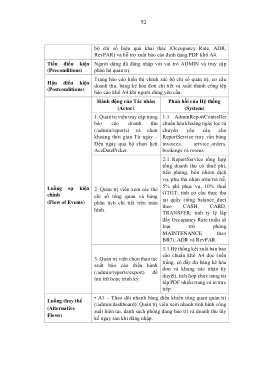 52
bộ chỉ số hiệu quả khai thác (Occupancy Rate, ADR,
RevPAR) và hỗ trợ xuất báo cáo định dạng PDF khổ A4.
Tiền điều kiện
(Preconditions)
Người dùng đã đăng nhập với vai trò ADMIN và truy cập
phân hệ quản trị.
Hậu điều kiện
(Postconditions)
Trang báo cáo hiển thị chính xác bộ chỉ số quản trị, cơ cấu
doanh thu, bảng kê hóa đơn chi tiết và xuất thành công tệp
báo cáo khổ A4 khi người dùng yêu cầu.
Luồng sự kiện
chính
(Flow of Events)
Hành động của Tác nhân
(Actor)
Phản hồi của Hệ thống
(System)
1. Quản trị viên truy cập trang
báo cáo doanh thu
(/admin/reports) và chọn
khoảng thời gian Từ ngày -
Đến ngày qua bộ chọn lịch
AceDatePicker.
1.1 AdminReportController
chuẩn hóa khoảng ngày lọc và
chuyển yêu cầu cho
ReportService truy vấn bảng
invoices, service_orders,
bookings và rooms.
2. Quản trị viên xem các thẻ
chỉ số tổng quan và bảng
phân tích chi tiết trên màn
hình.
2.1 ReportService tổng hợp
tổng doanh thu có thuế phí,
tiền phòng, bồi hoàn dịch
vụ, phụ thu nhận sớm/trả trễ,
5% phí phục vụ, 10% thuế
GTGT; tính cơ cấu thực thu
tại quầy (tổng balance_due)
theo CASH, CARD,
TRANSFER; tính tỷ lệ lấp
đầy Occupancy Rate (mẫu số
loại trừ phòng
MAINTENANCE theo
BR7), ADR và RevPAR.
3. Quản trị viên chọn thao tác
xuất báo cáo điều hành
(/admin/reports/export) để
lưu trữ hoặc trình ký.
3.1 Hệ thống kết xuất bản báo
cáo chuẩn khổ A4 dọc (nền
trắng, có đầy đủ bảng kê hóa
đơn và khung xác nhận ký
duyệt), tích hợp chức năng tải
tệp PDF nhiều trang và in trực
tiếp.
Luồng thay thế
(Alternative
Flows)
• A1 – Theo dõi nhanh bảng điều khiển tổng quan quản trị
(/admin/dashboard): Quản trị viên xem nhanh tình hình công
suất hiện tại, danh sách phòng đang bảo trì và doanh thu lũy
kế ngay sau khi đăng nhập.